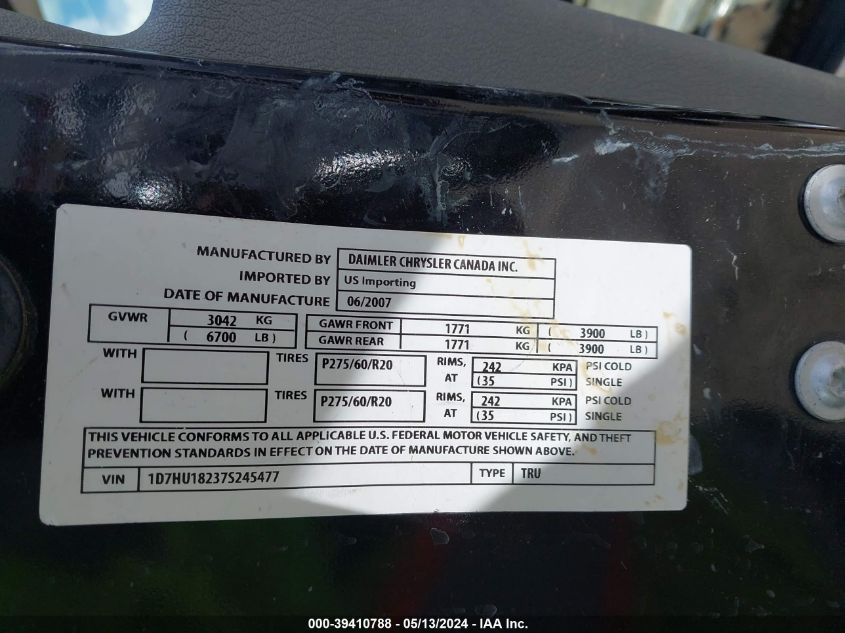 MANUFACTURED BY DAIMLER CHRYSLER CANADA INC.
IMPORTED BY US Importing
DATE OF MANUFACTURE 06/2007
GVWR 3042 KG GAWR FRONT 1771 KG ( 3900 LB )
( 6700 LB ) GAWR REAR 1771 KG ( 3900 LB )
WITH TIRES P275/60/R20 RIMS, 242 KPA PSI COLD
AT (35 PSI) SINGLE
WITH TIRES P275/60/R20 RIMS, 242 KPA PSI COLD
AT (35 PSI) SINGLE
THIS VEHICLE CONFORMS TO ALL APPLICABLE U.S. FEDERAL MOTOR VEHICLE SAFETY, AND THEFT
PREVENTION STANDARDS IN EFFECT ON THE DATE OF MANUFACTURE SHOWN ABOVE.
VIN 1D7HU18237S245477 TYPE TRU
000-39410788 - 05/13/2024 - IAA Inc.